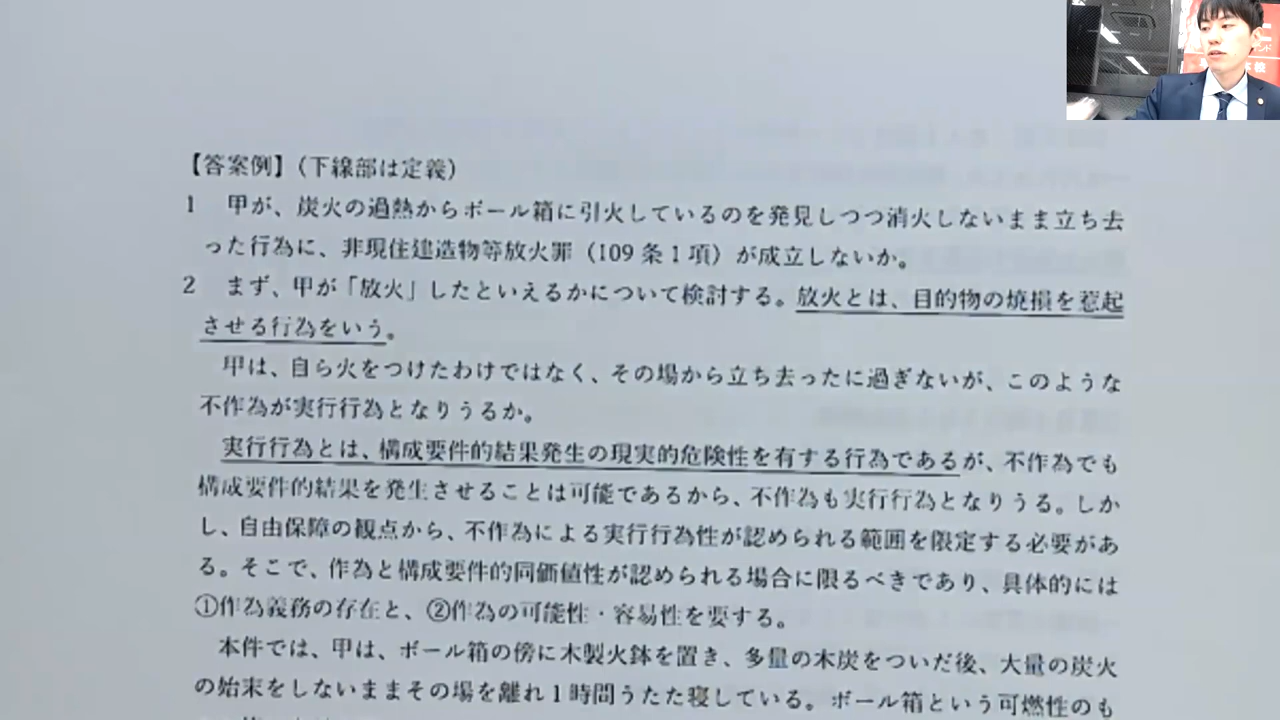 【答案例】（下線部は定義）
1 甲が、炭火の過熱からボール箱に引火しているのを発見しつつ消火しないまま立ち去
った行為に、非現住建造物等放火罪（109 条 1 項）が成立しないか。
2 まず、甲が「放火」したといえるかについて検討する。放火とは、目的物の焼損を惹起
させる行為をいう。
甲は、自ら火をつけたわけではなく、その場から立ち去ったに過ぎないが、このような
不作為が実行行為となりうるか。
実行行為とは、構成要件的結果発生の現実的危険性を有する行為であるが、不作為でも
構成要件的結果を発生させることは可能であるから、不作為も実行行為となりうる。しか
し、自由保障の観点から、不作為による実行行為性が認められる範囲を限定する必要があ
る。そこで、作為と構成要件的同価値性が認められる場合に限るべきであり、具体的には
①作為義務の存在と、②作為の可能性・容易性を要する。
本件では、甲は、ボール箱の傍に木製火鉢を置き、多量の木炭をついだ後、大量の炭火
の始末をしないままその場を離れ 1 時間うたた寝している。ボール箱という可燃性のも